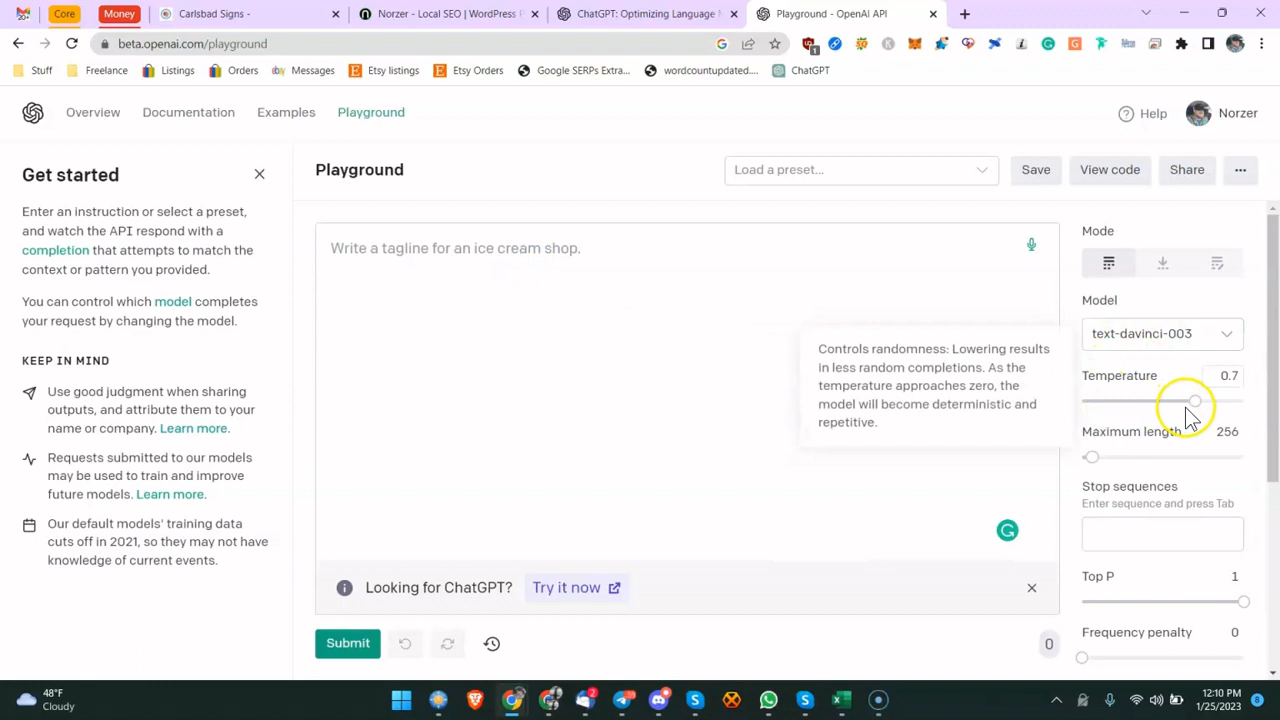 20+
Core
Money
Carlsbad Signs -
Norzer - Local SEO | WordPress E
ChatGPT: Optimizing Language M
Playground - OpenAI API
beta.openai.com/playground
1
Stuff
Freelance
Listings
Orders
Messages
Etsy listings
Etsy Orders
Google SERPs Extra...
wordcountupdated....
ChatGPT
Overview
Documentation
Examples
Playground
Help
Norzer
Get started
Playground
Load a preset...
Save
View code
Share
...
Enter an instruction or select a preset,
and watch the API respond with a
completion that attempts to match the
context or pattern you provided.
You can control which model completes
your request by changing the model.
KEEP IN MIND
Use good judgment when sharing
outputs, and attribute them to your
name or company. Learn more.
Requests submitted to our models
may be used to train and improve
future models. Learn more.
Our default models' training data
cuts off in 2021, so they may not have
knowledge of current events.
Write a tagline for an ice cream shop.
Controls randomness: Lowering results
in less random completions. As the
temperature approaches zero, the
model will become deterministic and
repetitive.
Looking for ChatGPT? Try it now
Submit
0
Mode
Model
text-davinci-003
Temperature 0.7
Maximum length 256
Stop sequences
Enter sequence and press Tab
Top P 1
Frequency penalty 0
48°F
Cloudy
2
12:10 PM
1/25/2023
8